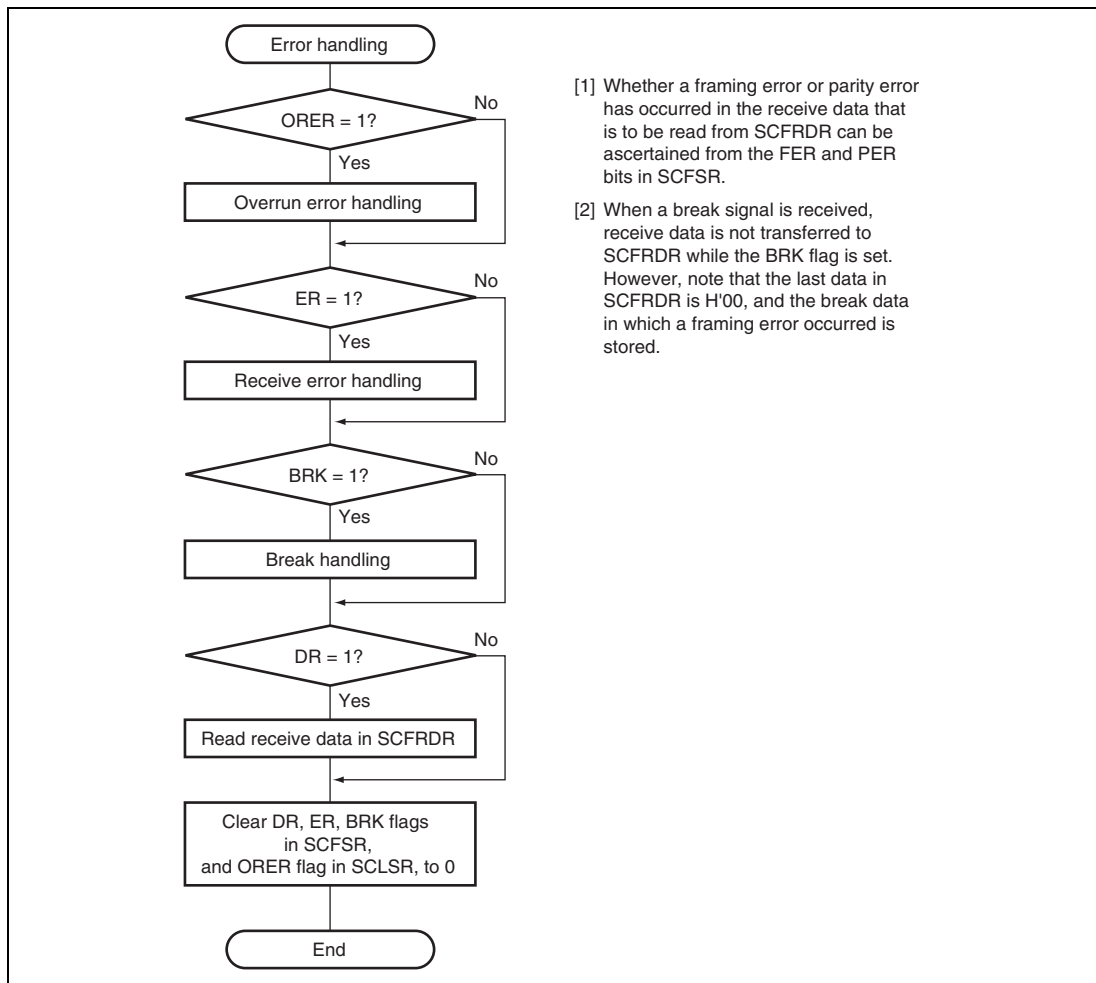 Error handling
ORER = 1?
No
Yes
Overrun error handling
ER = 1?
No
Yes
Receive error handling
BRK = 1?
No
Yes
Break handling
DR = 1?
No
Yes
Read receive data in SCFRDR
Clear DR, ER, BRK flags
in SCFSR,
and ORER flag in SCLSR, to 0
End
[1] Whether a framing error or parity error
has occurred in the receive data that
is to be read from SCFRDR can be
ascertained from the FER and PER
bits in SCFSR.
[2] When a break signal is received,
receive data is not transferred to
SCFRDR while the BRK flag is set.
However, note that the last data in
SCFRDR is H'00, and the break data
in which a framing error occurred is
stored.